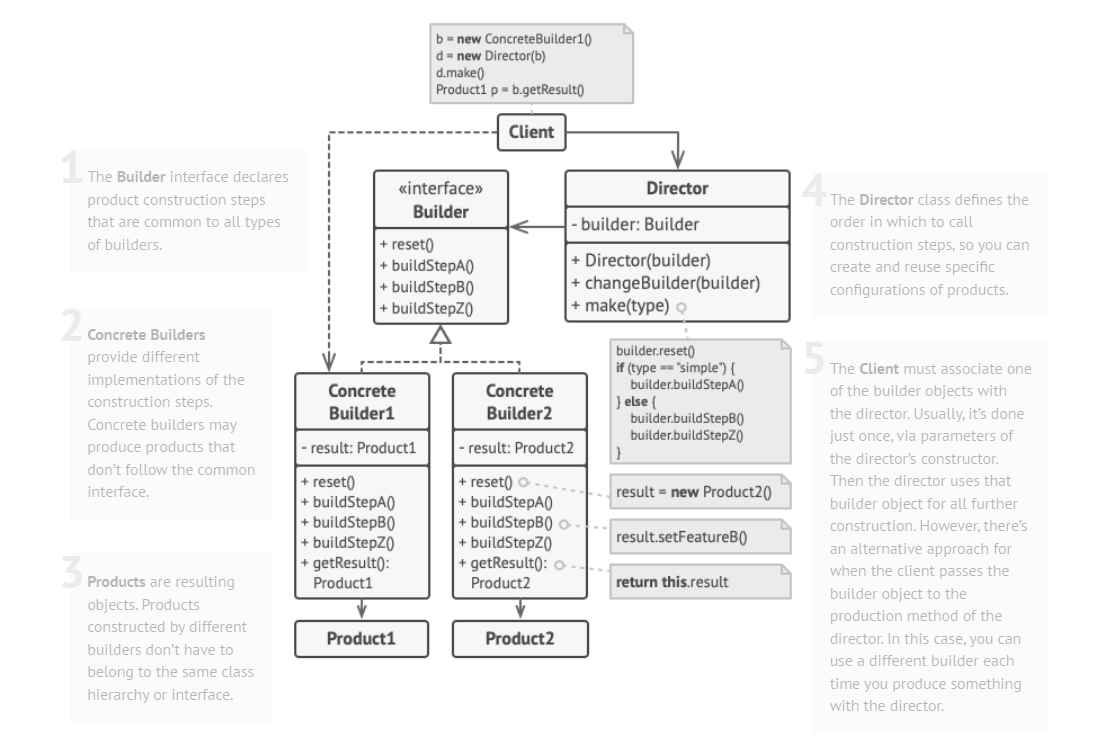 b = new ConcreteBuilder1()
d = new Director(b)
d.make()
Product1 p = b.getResult()
Client
1
The Builder interface declares
product construction steps
that are common to all types
of builders.
«interface»
Builder
+ reset()
+ buildStepA()
+ buildStepB()
+ buildStepZ()
Director
- builder: Builder
+ Director(builder)
+ changeBuilder(builder)
+ make(type)
4
The Director class defines the
order in which to call
construction steps, so you can
create and reuse specific
configurations of products.
2
Concrete Builders
provide different
implementations of the
construction steps.
Concrete builders may
produce products that
don't follow the common
interface.
Concrete
Builder1
- result: Product1
+ reset()
+ buildStepA()
+ buildStepB()
+ buildStepZ()
+ getResult():
Product1
Concrete
Builder2
- result: Product2
+ reset()
+ buildStepA()
+ buildStepB()
+ buildStepZ()
+ getResult():
Product2
builder.reset()
if (type == "simple") {
builder.buildStepA()
} else {
builder.buildStepB()
builder.buildStepZ()
}
result = new Product2()
result.setFeatureB()
return this.result
5
The Client must associate one
of the builder objects with
the director. Usually, it's done
just once, via parameters of
the director's constructor.
Then the director uses that
builder object for all further
construction. However, there's
an alternative approach for
when the client passes the
builder object to the
production method of the
director. In this case, you can
use a different builder each
time you produce something
with the director.
3
Products are resulting
objects. Products
constructed by different
builders don't have to
belong to the same class
hierarchy or interface.
Product1
Product2